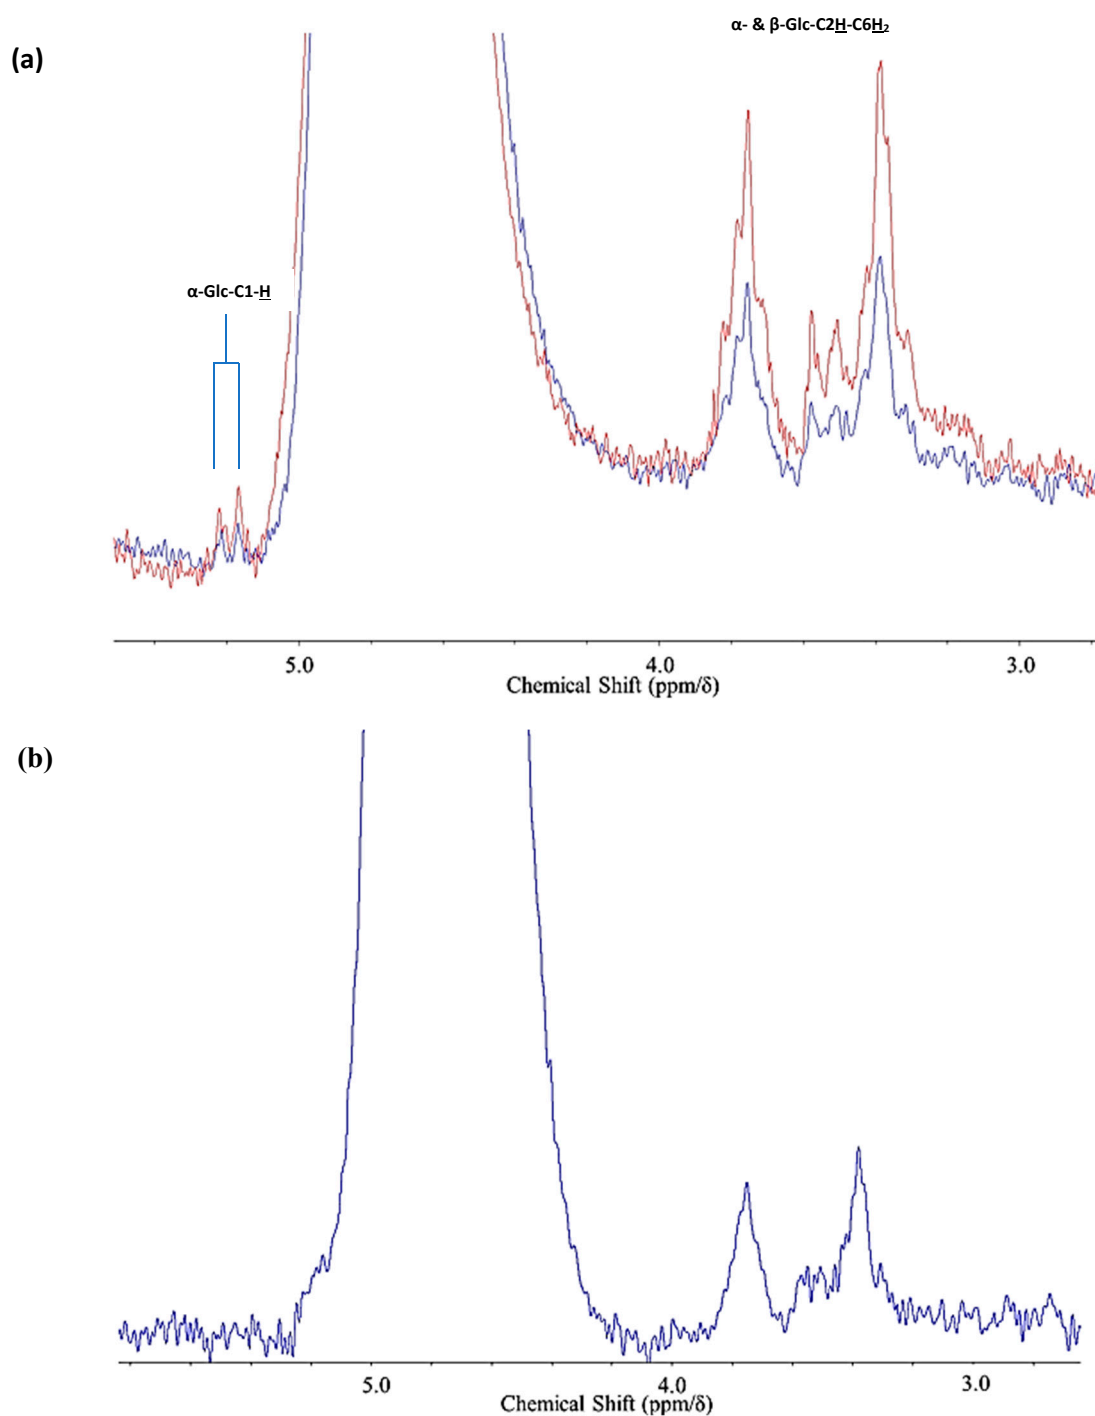 α- & β-Glc-C2H-C6H₂
(a)
α-Glc-C1-H
5.0 4.0 3.0
Chemical Shift (ppm/δ)
(b)
5.0 4.0 3.0
Chemical Shift (ppm/δ)